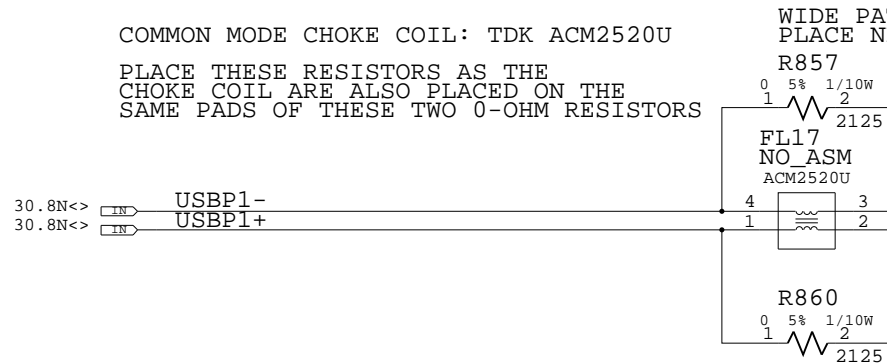 WIDE PA
COMMON MODE CHOKE COIL: TDK ACM2520U
PLACE N
PLACE THESE RESISTORS AS THE
CHOKE COIL ARE ALSO PLACED ON THE
SAME PADS OF THESE TWO 0-OHM RESISTORS
R857
0 5% 1/10W
1 2
2125
FL17
NO_ASM
ACM2520U
30.8N<> IN USBP1- 4 3
30.8N<> IN USBP1+ 1 2
R860
0 5% 1/10W
1 2
2125